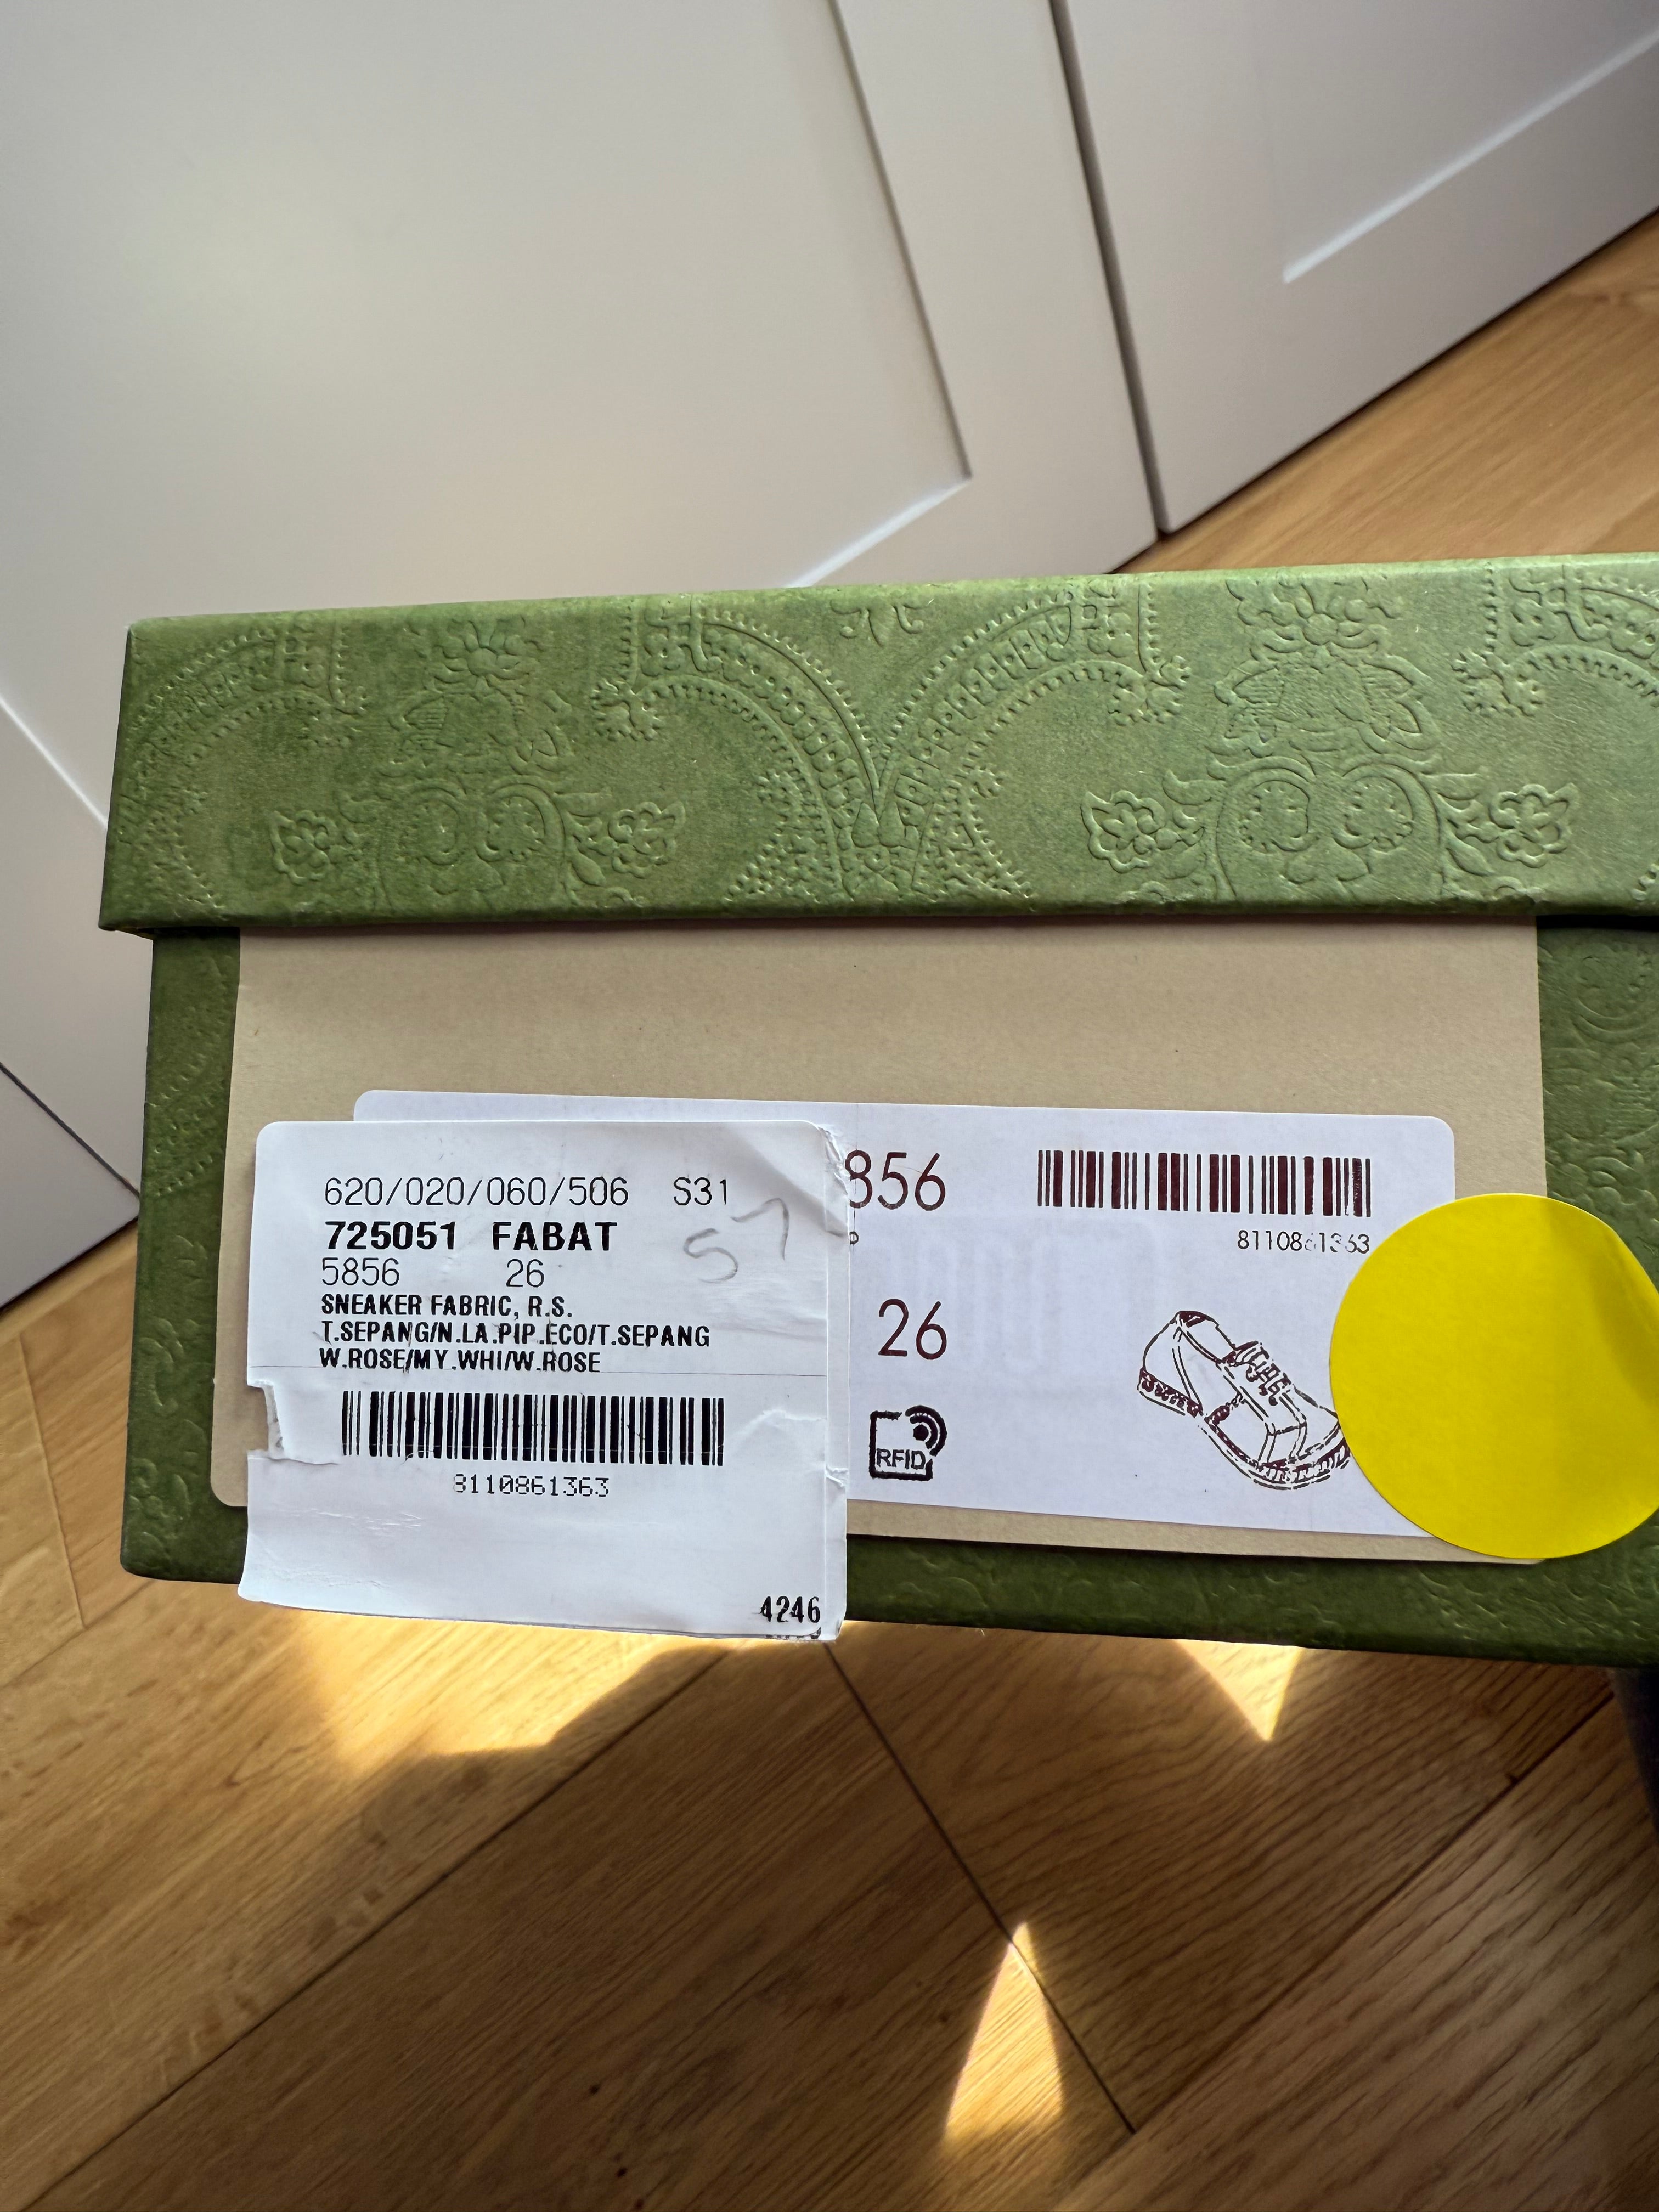 620/020/060/506 S31
725051 FABAT
57
5856 26
SNEAKER FABRIC, R.S.
T.SEPANG/N.LA.PIP.ECO/T.SEPANG
W.ROSE/MY.WHI/W.ROSE
8110861363
4246
856
8110861363
26
RFID